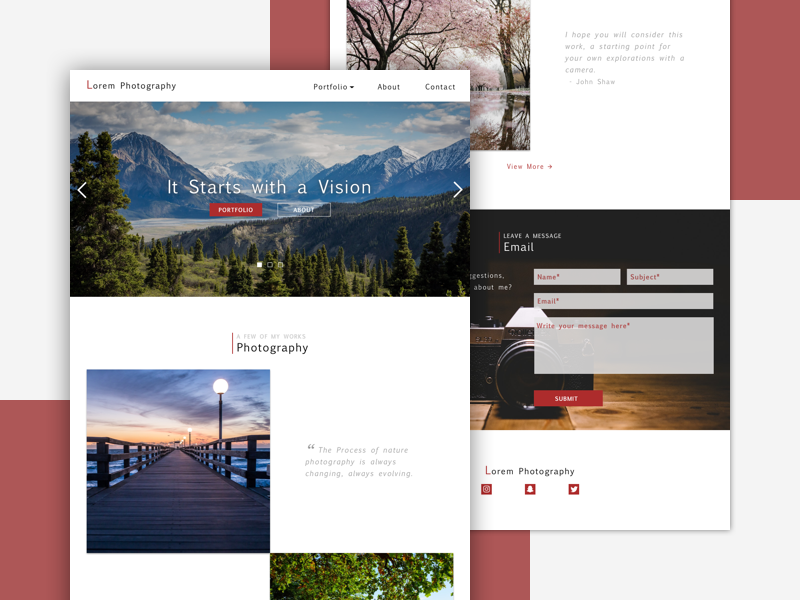 Lorem Photography
Portfolio About Contact
It Starts with a Vision
PORTFOLIO ABOUT
A FEW OF MY WORKS
Photography
“ The Process of nature
photography is always
changing, always evolving.
I hope you will consider this
work, a starting point for
your own explorations with a
camera.
- John Shaw
View More →
LEAVE A MESSAGE
Email
about me?
Name*
Subject*
Email*
Write your message here*
SUBMIT
Lorem Photography